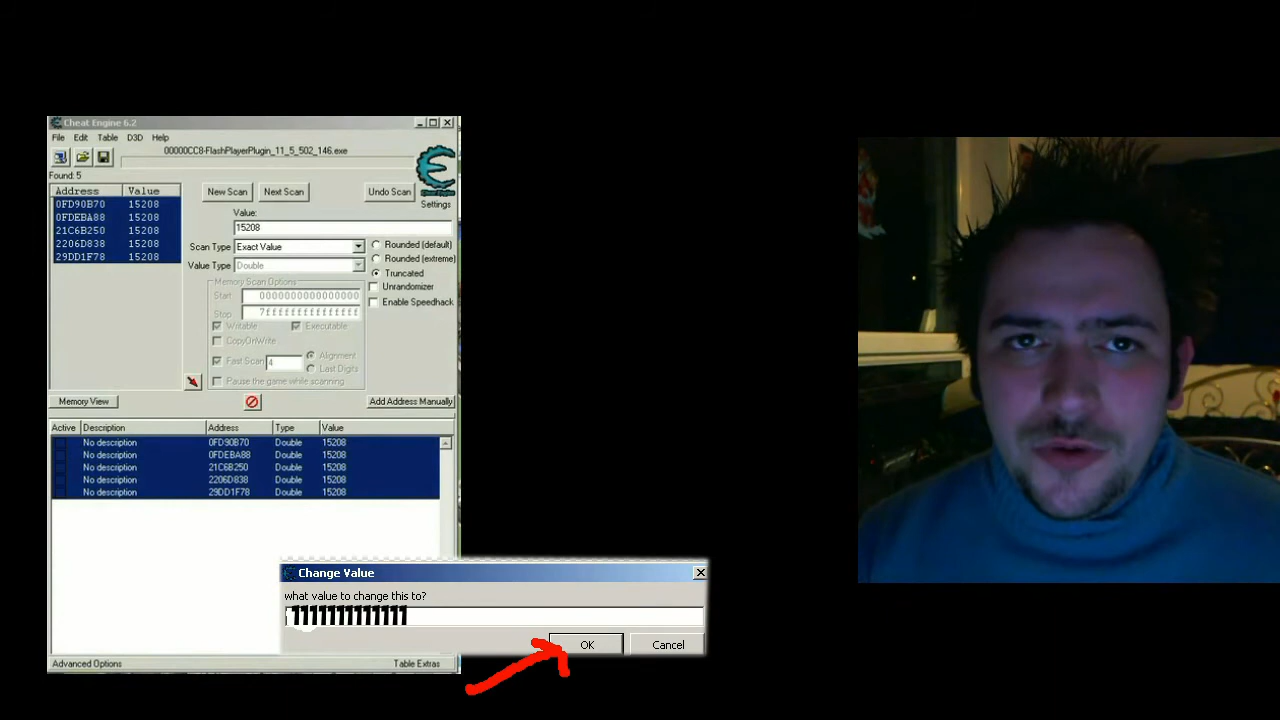 Cheat Engine 6.2
File Edit Table D3D Help
00000CC8-FlashPlayerPlugin_11_5_502_146.exe
Found: 5
Address Value
0FD90B70 15208
0FDEBA88 15208
21C6B250 15208
2206D838 15208
29DD1F78 15208
New Scan Next Scan Undo Scan
Settings
Value:
15208
Scan Type Exact Value
Value Type Double
Rounded (default)
Rounded (extreme)
Truncated
Unrandomizer
Enable Speedhack
Memory Scan Options
Start 0000000000000000
Stop 7fffffffffffffff
Writable Executable
CopyOnWrite
Fast Scan 4 Alignment
Last Digits
Pause the game while scanning
Memory View Add Address Manually
Active Description Address Type Value
No description 0FD90B70 Double 15208
No description 0FDEBA88 Double 15208
No description 21C6B250 Double 15208
No description 2206D838 Double 15208
No description 29DD1F78 Double 15208
Change Value
what value to change this to?
1111111111111
OK Cancel
Advanced Options Table Extras